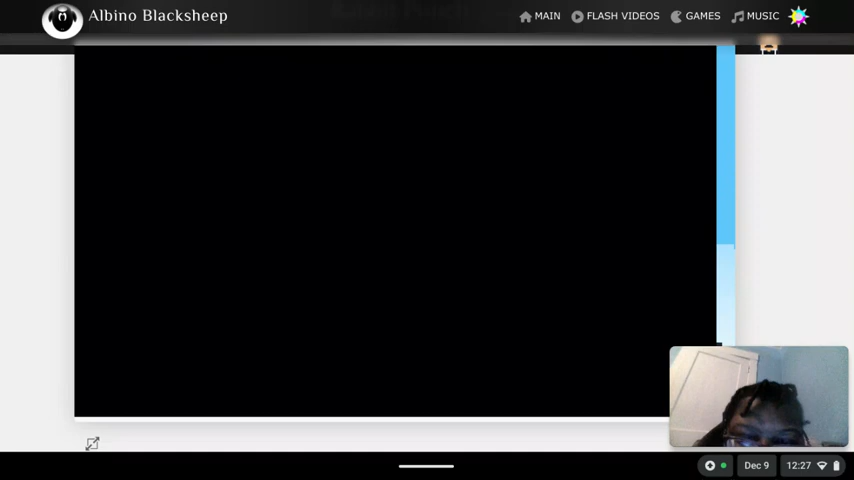 Albino Blacksheep
MAIN
FLASH VIDEOS
GAMES
MUSIC
Dec 9
12:27